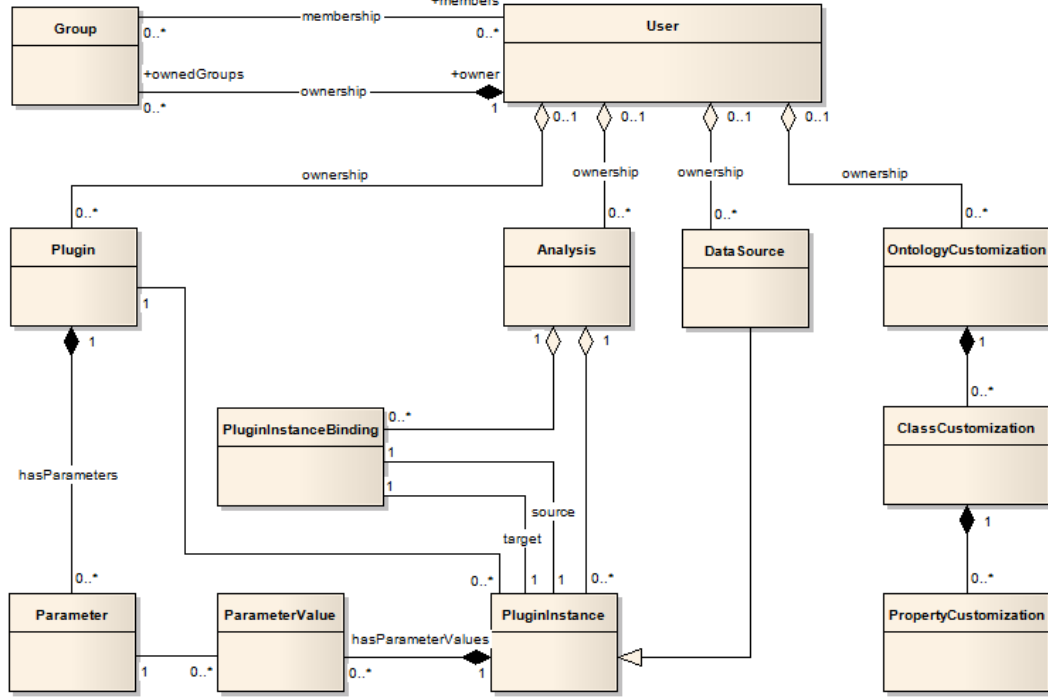 +members
membership
0..*
0..*
Group
User
+ownedGroups
+owner
ownership
0..*
1
0..1
0..1
0..1
0..1
ownership
ownership
ownership
ownership
0..*
0..*
0..*
0..*
Plugin
Analysis
DataSource
OntologyCustomization
1
1
1
1
1
0..*
0..*
PluginInstanceBinding
ClassCustomization
1
1
hasParameters
source
target
1
0..*
0..*
1
1
0..*
0..*
Parameter
ParameterValue
PluginInstance
PropertyCustomization
hasParameterValues
1
0..*
0..*
1